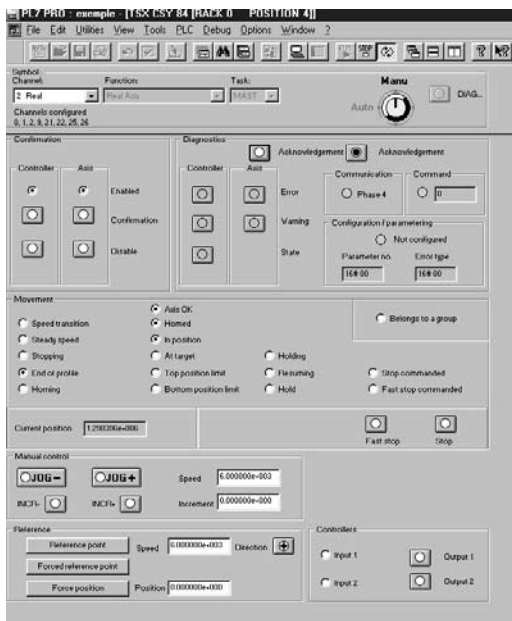 PL7 PRO : exemple - [TSX CSY 84 [RACK 0 POSITION 4]]
File Edit Utilities View Tools PLC Debug Options Window ?
Symbol:
Channel: Function: Task: Manu
2 Real Real Axis MAST Auto DIAG...
Channels configured
0, 1, 2, 9, 21, 22, 25, 26
Confirmation Diagnostics
Acknowledgement Acknowledgement
Controller Axis Controller Axis Communication Command
Enabled Error Phase 4 0
Confirmation Warning Configuration / parametering
Not configured
Disable State Parameter no. Error type
16#00 16#00
Movement
Axis OK
Speed transition Homed Belongs to a group
Steady speed In position
Stopping At target Holding
End of profile Top position limit Resuming Stop commanded
Homing Bottom position limit Hold Fast stop commanded
Current position
Fast stop Stop
Manual control
JOG- JOG+ Speed 6.000000e+003
INCR- INCR+ Increment 0.000000e+000
Reference Controllers
Reference point Speed 6.000000e+003 Direction Input 1 Output 1
Forced reference point
Force position Position 0.000000e+000 Input 2 Output 2